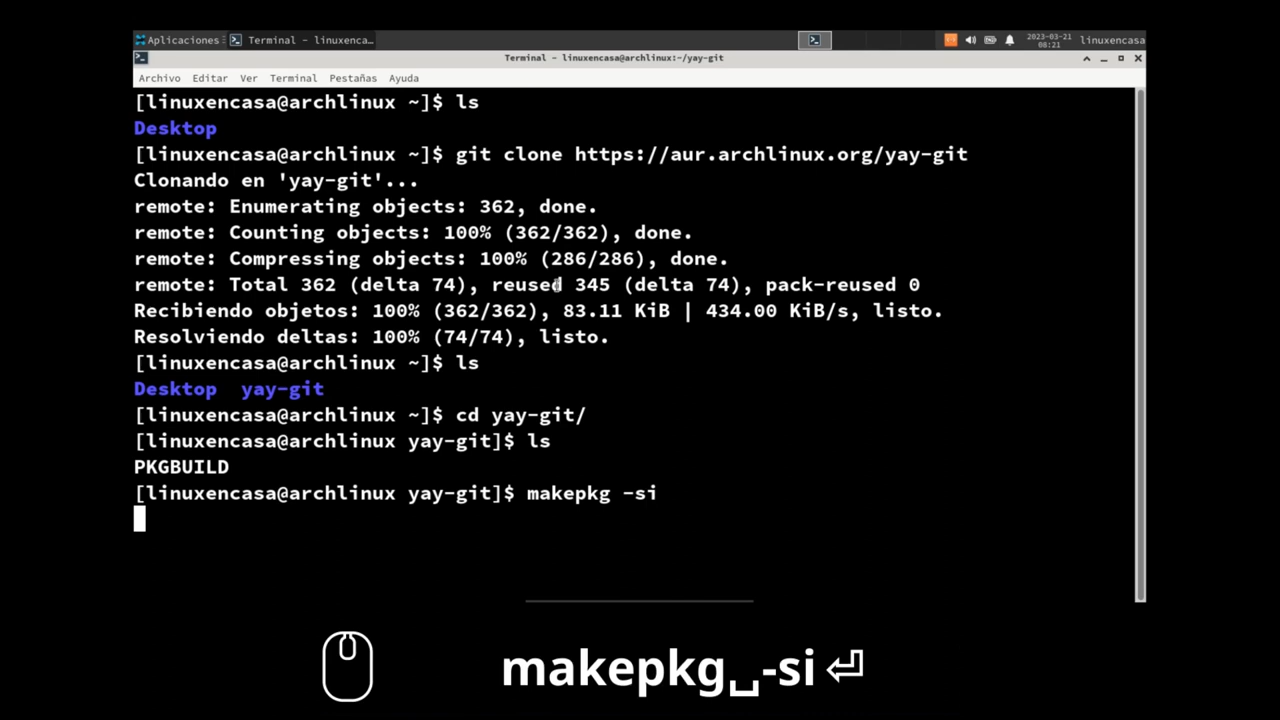 Aplicaciones
Terminal - linuxenca…
2023-03-21
08:21
linuxencasa
Terminal - linuxencasa@archlinux:~/yay-git
Archivo Editar Ver Terminal Pestañas Ayuda
[linuxencasa@archlinux ~]$ ls
Desktop
[linuxencasa@archlinux ~]$ git clone https://aur.archlinux.org/yay-git
Clonando en 'yay-git'...
remote: Enumerating objects: 362, done.
remote: Counting objects: 100% (362/362), done.
remote: Compressing objects: 100% (286/286), done.
remote: Total 362 (delta 74), reused 345 (delta 74), pack-reused 0
Recibiendo objetos: 100% (362/362), 83.11 KiB | 434.00 KiB/s, listo.
Resolviendo deltas: 100% (74/74), listo.
[linuxencasa@archlinux ~]$ ls
Desktop yay-git
[linuxencasa@archlinux ~]$ cd yay-git/
[linuxencasa@archlinux yay-git]$ ls
PKGBUILD
[linuxencasa@archlinux yay-git]$ makepkg -si
makepkg␣-si⏎